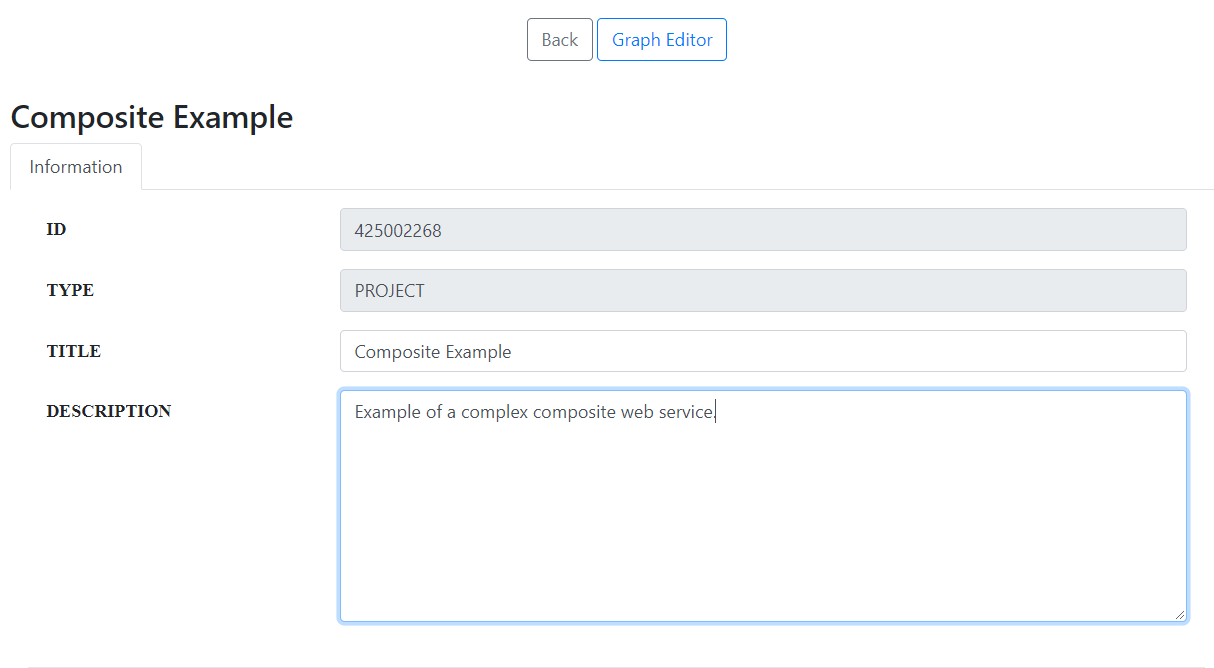 Back Graph Editor
Composite Example
Information
ID 425002268
TYPE PROJECT
TITLE Composite Example
DESCRIPTION Example of a complex composite web service.